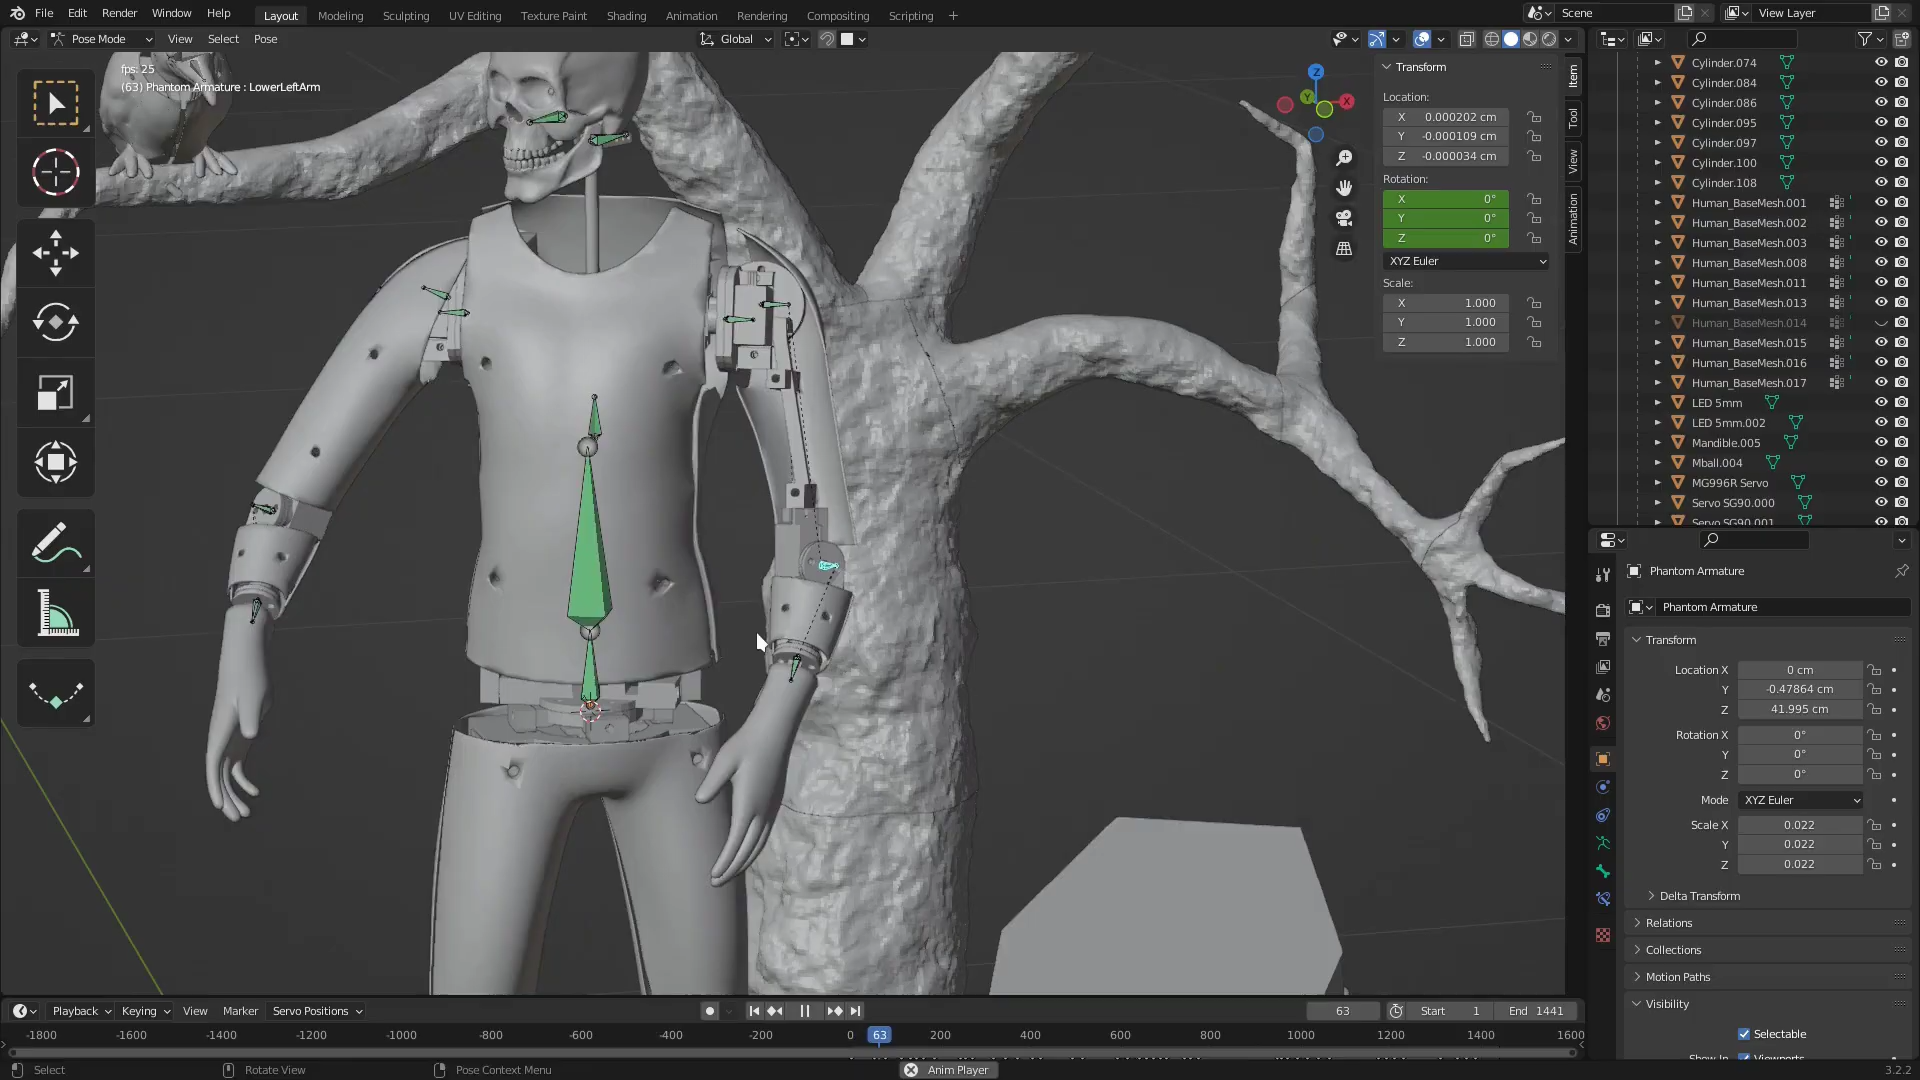 File Edit Render Window Help
Layout Modeling Sculpting UV Editing Texture Paint Shading Animation Rendering Compositing Scripting +
Scene
View Layer
Pose Mode View Select Pose
Global
fps: 25
(63) Phantom Armature : LowerLeftArm
Z
Y
X
Transform
Location:
X 0.000202 cm
Y -0.000109 cm
Z -0.000034 cm
Rotation:
X 0°
Y 0°
Z 0°
XYZ Euler
Scale:
X 1.000
Y 1.000
Z 1.000
Item
Tool
View
Animation
Cylinder.074
Cylinder.084
Cylinder.086
Cylinder.095
Cylinder.097
Cylinder.100
Cylinder.108
Human_BaseMesh.001
Human_BaseMesh.002
Human_BaseMesh.003
Human_BaseMesh.008
Human_BaseMesh.011
Human_BaseMesh.013
Human_BaseMesh.014
Human_BaseMesh.015
Human_BaseMesh.016
Human_BaseMesh.017
LED 5mm
LED 5mm.002
Mandible.005
Mball.004
MG996R Servo
Servo SG90.000
Servo SG90.001
Phantom Armature
Phantom Armature
Transform
Location X 0 cm
Y -0.47864 cm
Z 41.995 cm
Rotation X 0°
Y 0°
Z 0°
Mode XYZ Euler
Scale X 0.022
Y 0.022
Z 0.022
Delta Transform
Relations
Collections
Motion Paths
Visibility
Selectable
Show In Viewports
Playback Keying View Marker Servo Positions
63 Start 1 End 1441
-1800 -1600 -1400 -1200 -1000 -800 -600 -400 -200 0 63 200 400 600 800 1000 1200 1400 1600
Select Rotate View Pose Context Menu Anim Player 3.2.2